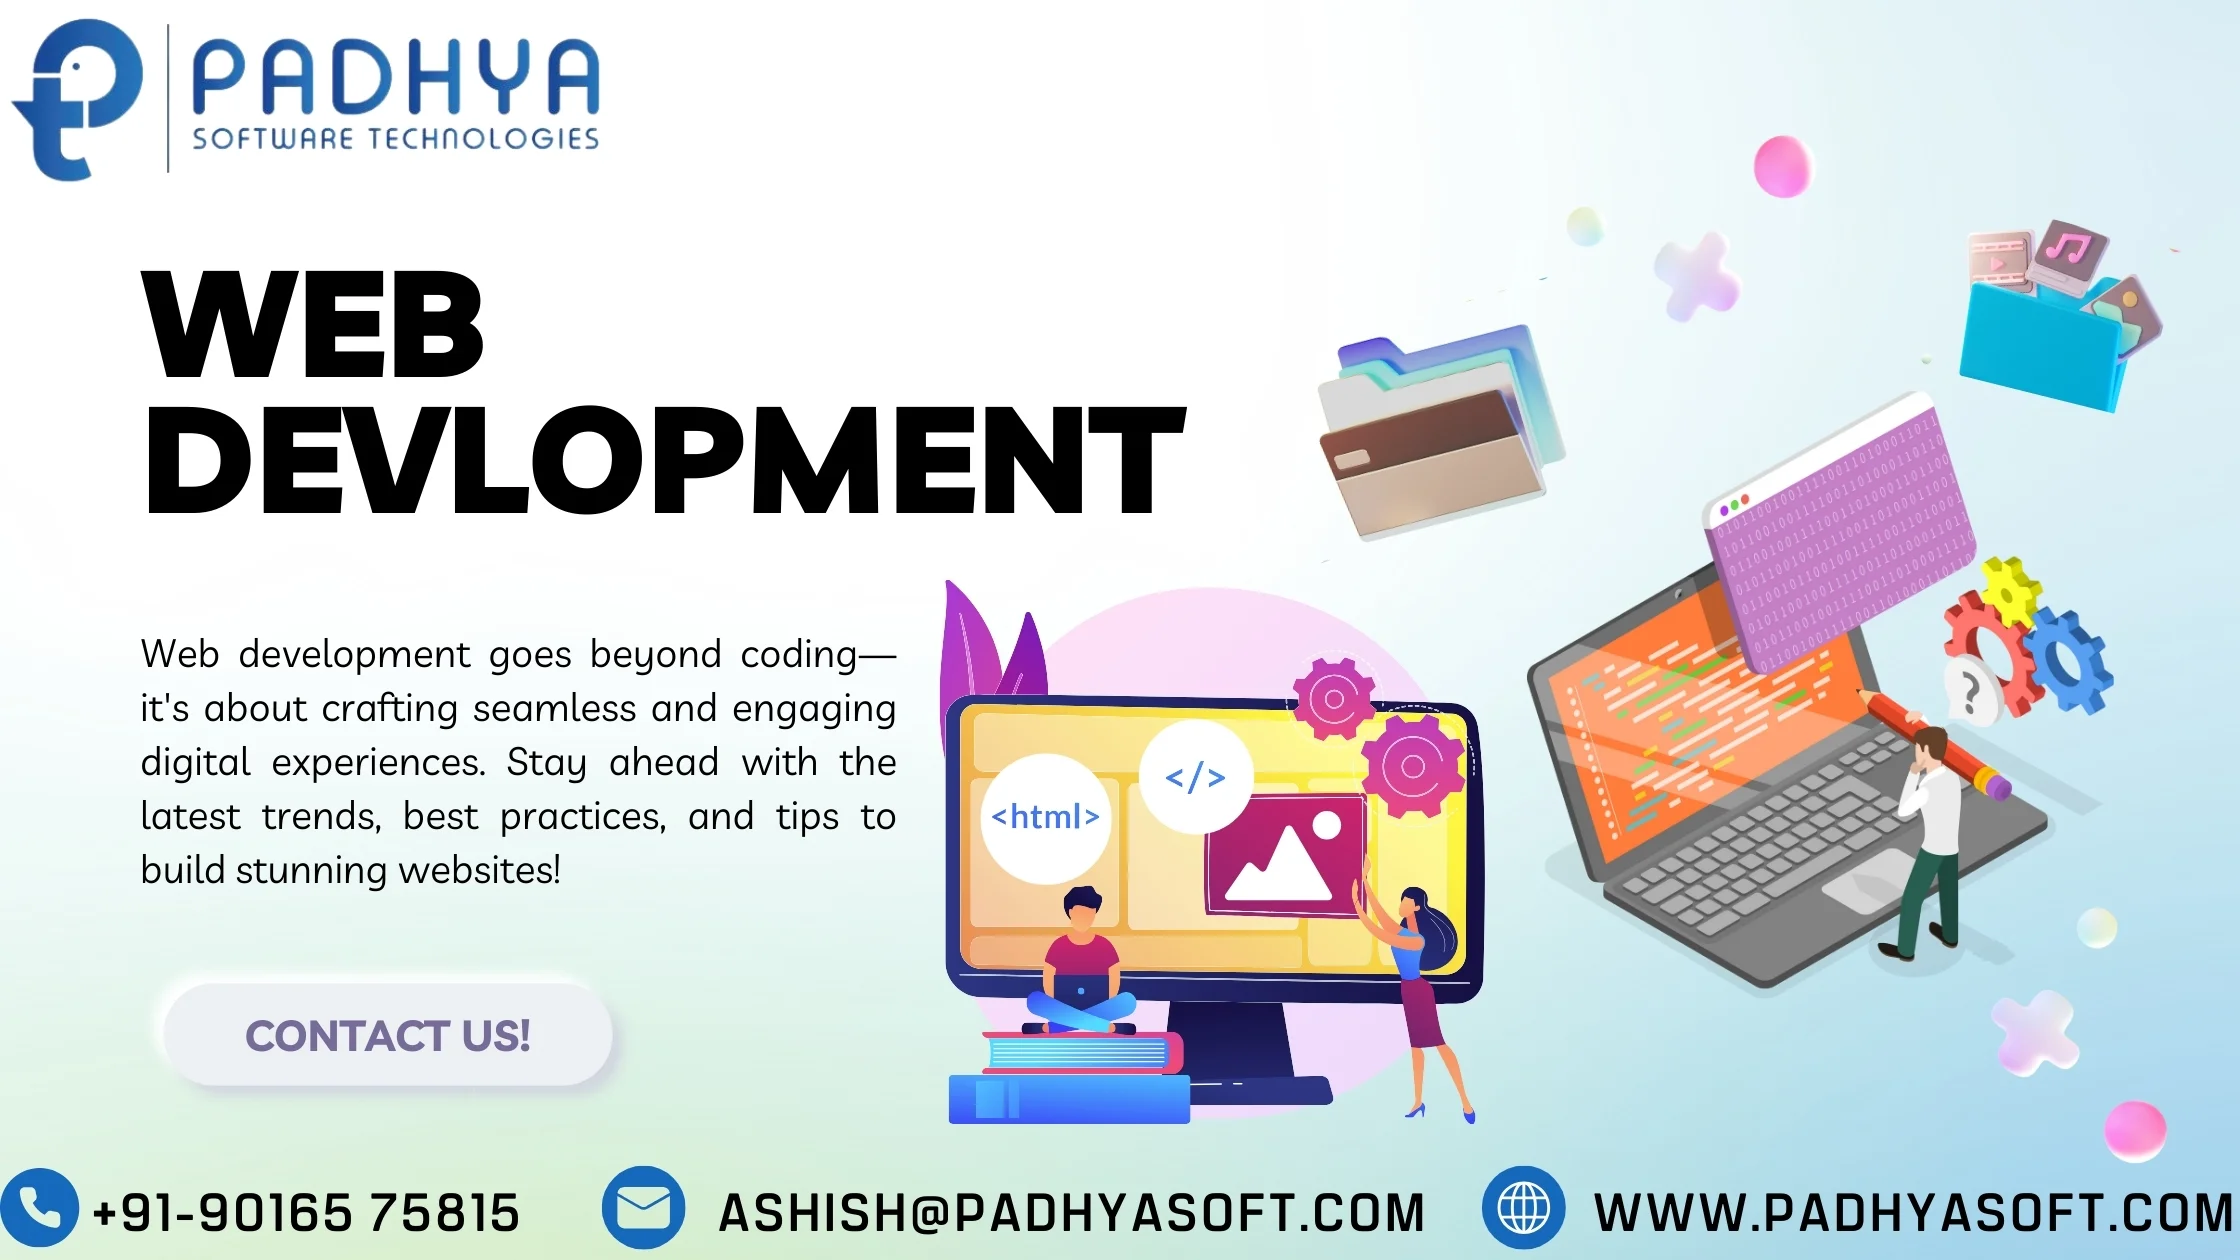 PADHYA
SOFTWARE TECHNOLOGIES
WEB
DEVLOPMENT
Web development goes beyond coding—
it's about crafting seamless and engaging
digital experiences. Stay ahead with the
latest trends, best practices, and tips to
build stunning websites!
<html>
</>
?
CONTACT US!
+91-90165 75815
ASHISH@PADHYASOFT.COM
WWW.PADHYASOFT.COM